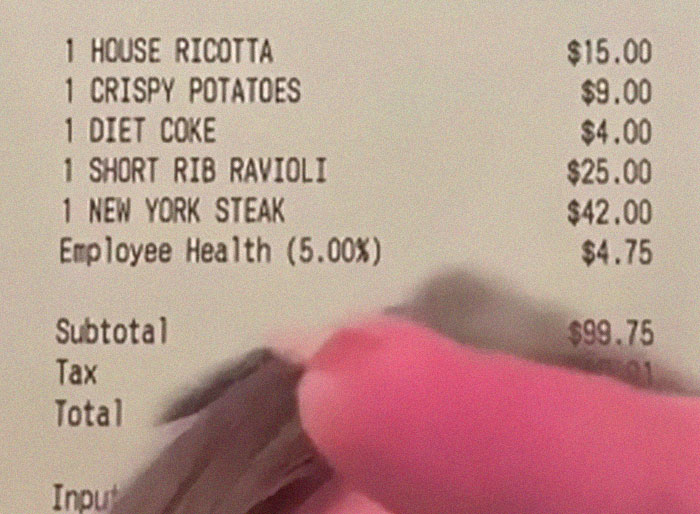 1 HOUSE RICOTTA $15.00
1 CRISPY POTATOES $9.00
1 DIET COKE $4.00
1 SHORT RIB RAVIOLI $25.00
1 NEW YORK STEAK $42.00
Employee Health (5.00%) $4.75
Subtotal $99.75
Tax
Total
Input